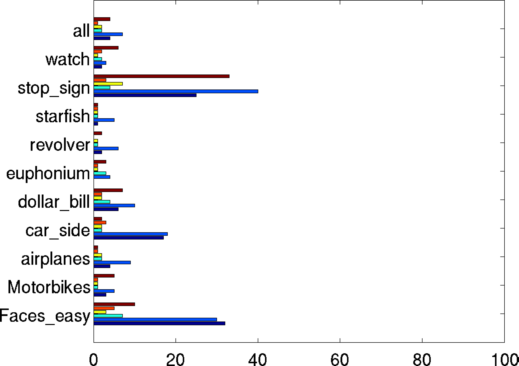 all
watch
stop_sign
starfish
revolver
euphonium
dollar_bill
car_side
airplanes
Motorbikes
Faces_easy
0 20 40 60 80 100